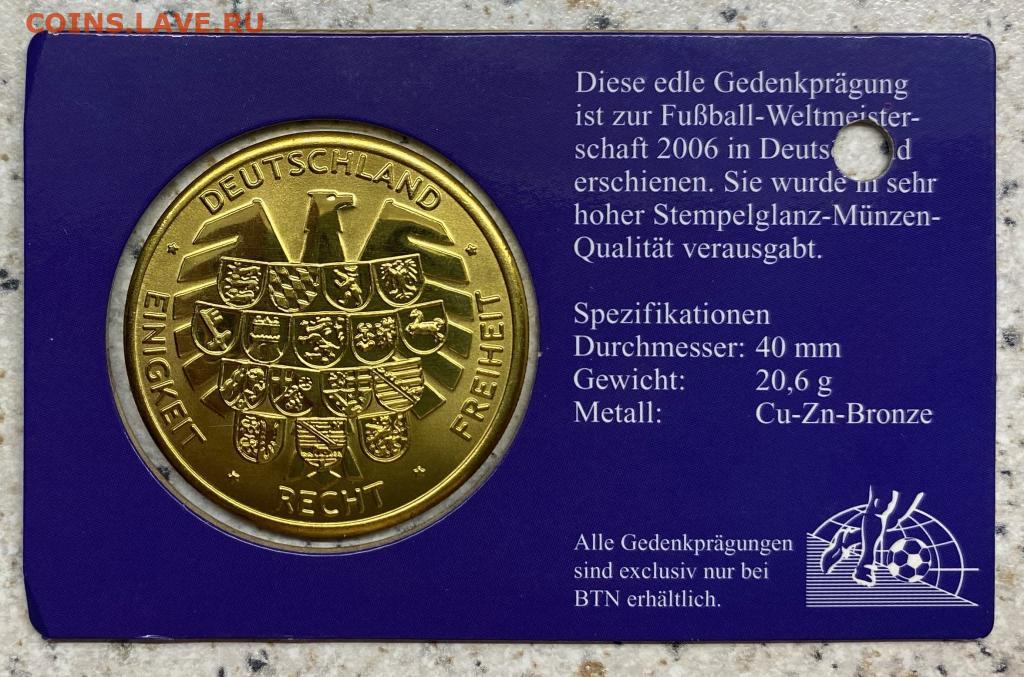 COINS.LAVE.RU
DEUTSCHLAND
EINIGKEIT
RECHT
FREIHEIT
Diese edle Gedenkprägung
ist zur Fußball-Weltmeister-
schaft 2006 in
erschienen. Sie wurde in sehr
hoher Stempelglanz-Münzen-
Qualität verausgabt.
Spezifikationen
Durchmesser: 40 mm
Gewicht: 20,6 g
Metall: Cu-Zn-Bronze
Alle Gedenkprägungen
sind exclusiv nur bei
BTN erhältlich.